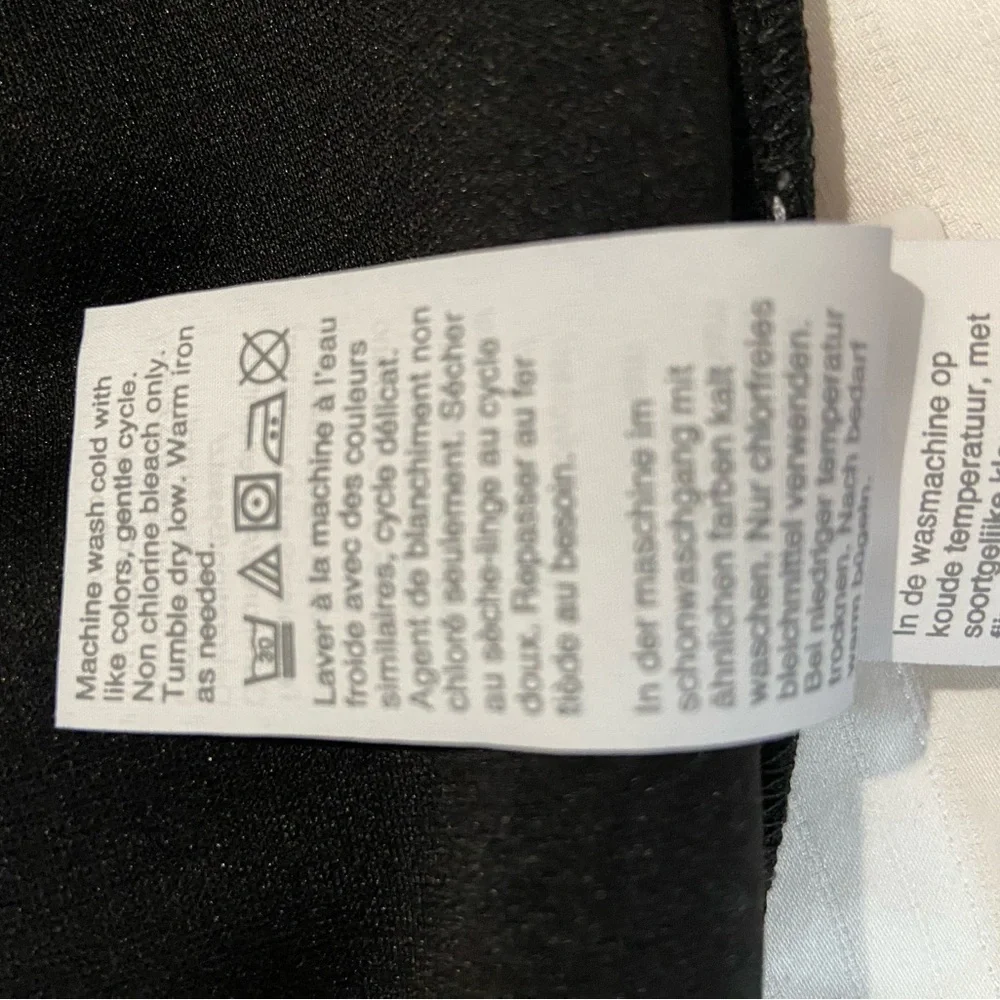 Machine wash cold with
like colors, gentle cycle.
Non chlorine bleach only.
Tumble dry low. Warm iron
as needed.
30
Laver à la machine à l'eau
froide avec des couleurs
similaires, cycle délicat.
Agent de blanchiment non
chloré seulement. Sécher
au sèche-linge au cycle
doux. Repasser au fer
tiède au besoin.
In der maschine im
schonwaschgang mit
ähnlichen farben kalt
waschen. Nur chlorfreies
bleichmittel verwenden.
Bei niedriger temperatur
trocknen. Nach bedarf
warm bügeln.
In de wasmachine op
koude temperatuur, met
soortgelijke